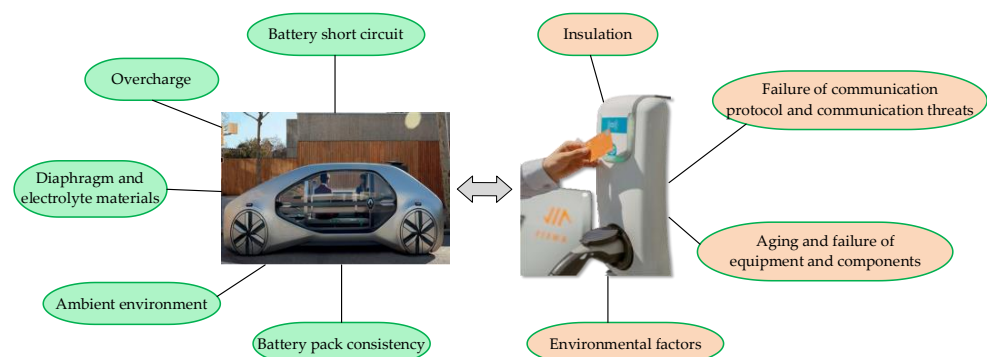 Battery short circuit
Overcharge
Diaphragm and
electrolyte materials
Ambient environment
Battery pack consistency
Insulation
Failure of communication
protocol and communication threats
Aging and failure of
equipment and components
Environmental factors